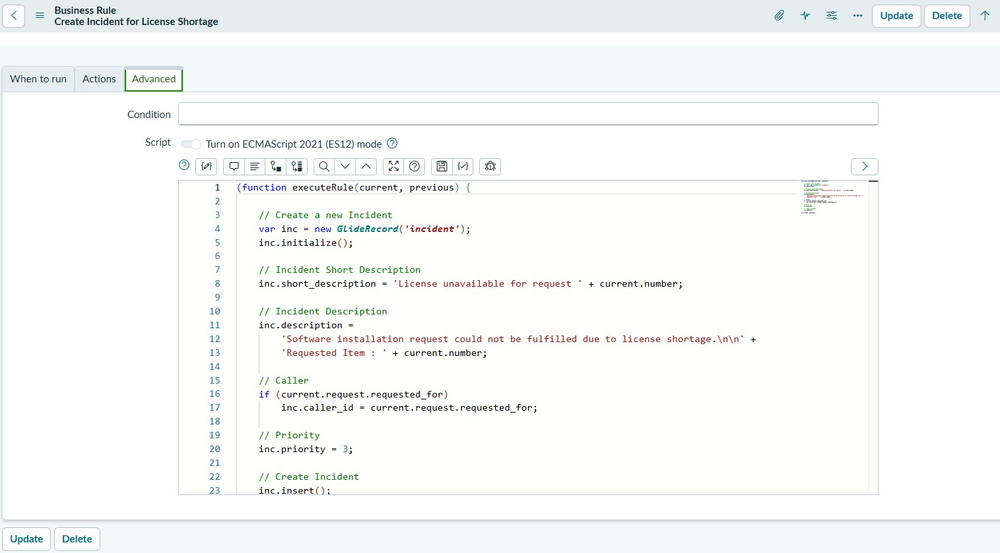 Business Rule
Create Incident for License Shortage
Update
Delete
When to run
Actions
Advanced
Condition
Script
Turn on ECMAScript 2021 (ES12) mode
1 (function executeRule(current, previous) {
2
3 // Create a new Incident
4 var inc = new GlideRecord('incident');
5 inc.initialize();
6
7 // Incident Short Description
8 inc.short_description = 'License unavailable for request ' + current.number;
9
10 // Incident Description
11 inc.description =
12 'Software installation request could not be fulfilled due to license shortage.\n\n' +
13 'Requested Item : ' + current.number;
14
15 // Caller
16 if (current.request.requested_for)
17 inc.caller_id = current.request.requested_for;
18
19 // Priority
20 inc.priority = 3;
21
22 // Create Incident
23 inc.insert();
Update
Delete